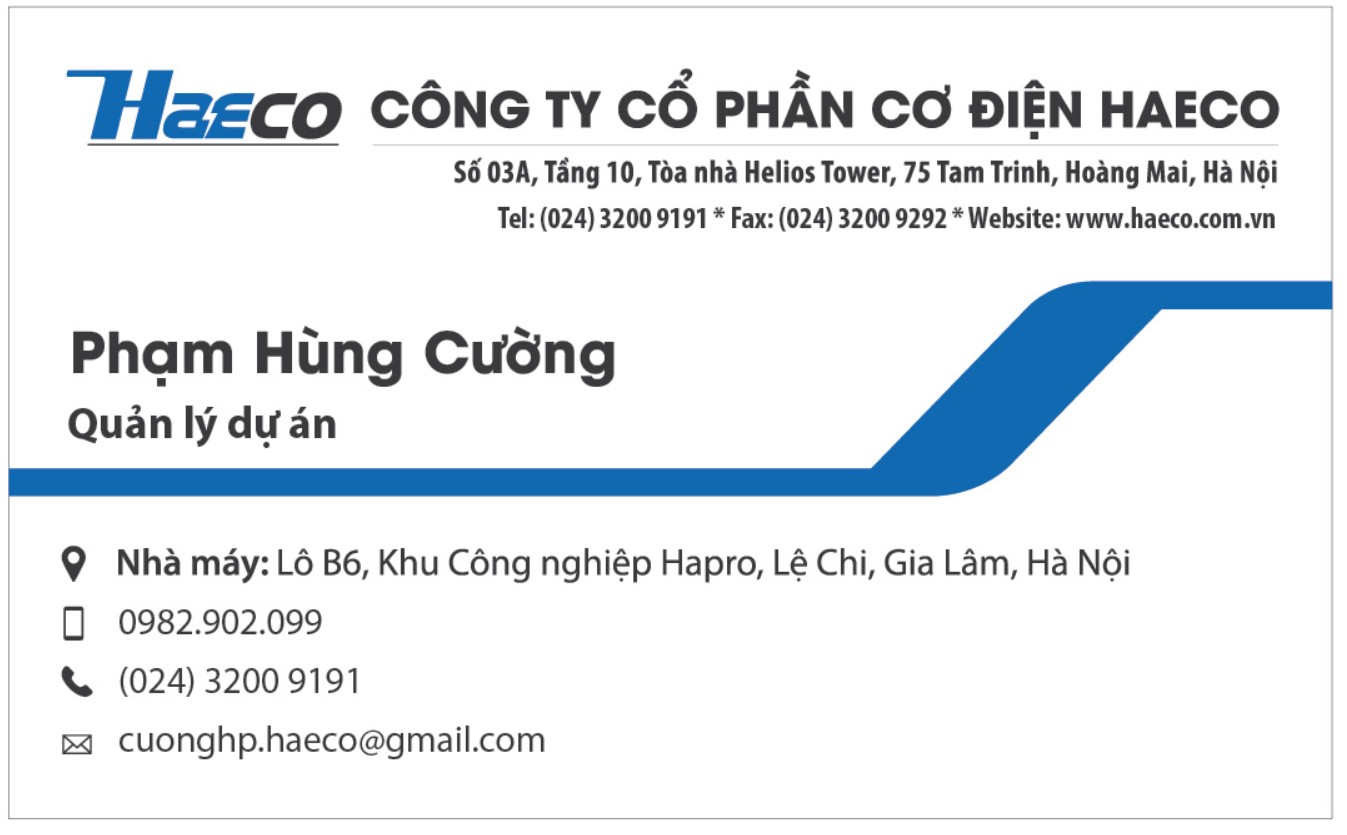 Haeco
CÔNG TY CỔ PHẦN CƠ ĐIỆN HAECO
Số 03A, Tầng 10, Tòa nhà Helios Tower, 75 Tam Trinh, Hoàng Mai, Hà Nội
Tel: (024) 3200 9191 * Fax: (024) 3200 9292 * Website: www.haeco.com.vn
Phạm Hùng Cường
Quản lý dự án
Nhà máy: Lô B6, Khu Công nghiệp Hapro, Lệ Chi, Gia Lâm, Hà Nội
0982.902.099
(024) 3200 9191
cuonghp.haeco@gmail.com